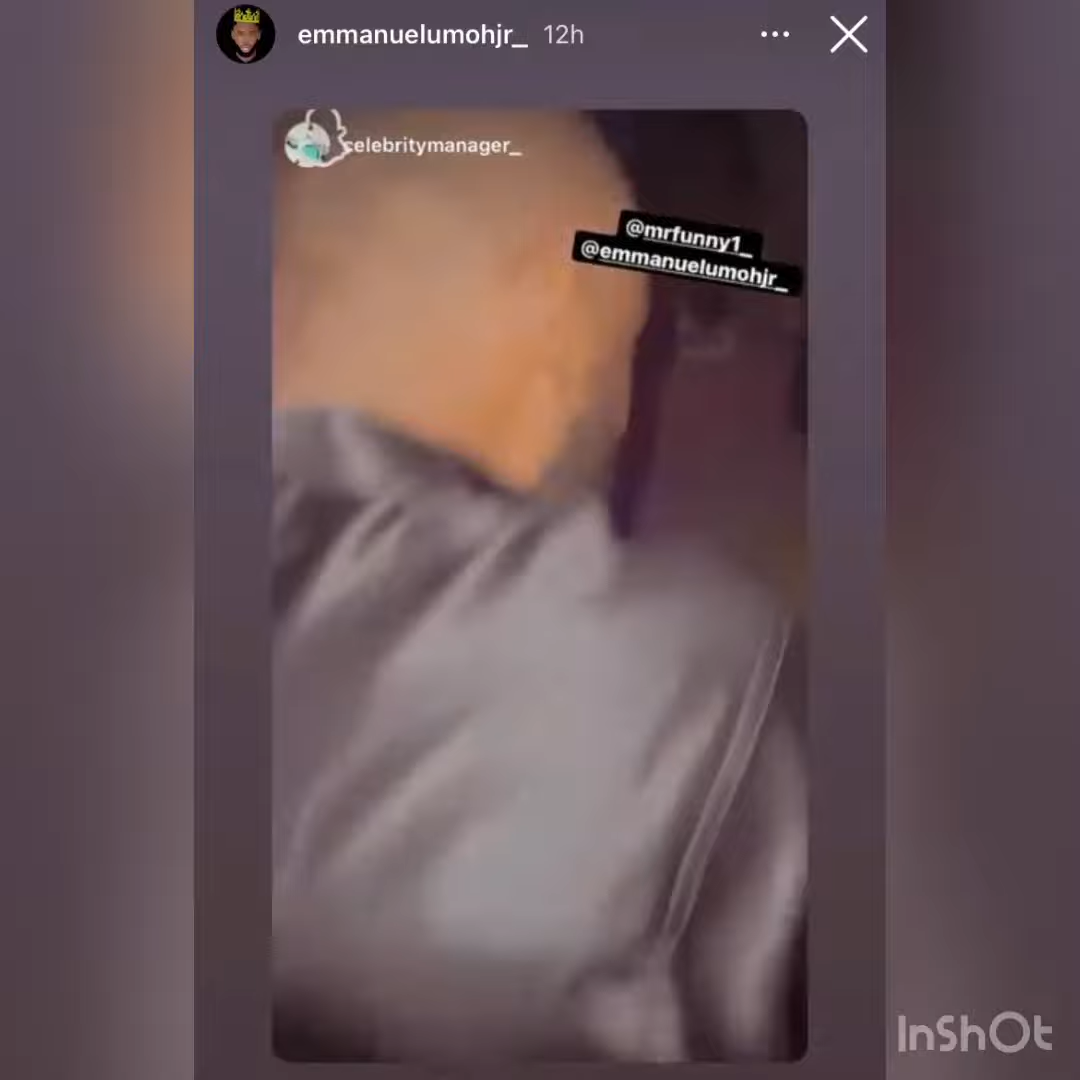 emmanuelumohjr_ 12h
celebritymanager_
@mrfunny1_
@emmanuelumohjr_
InShOt